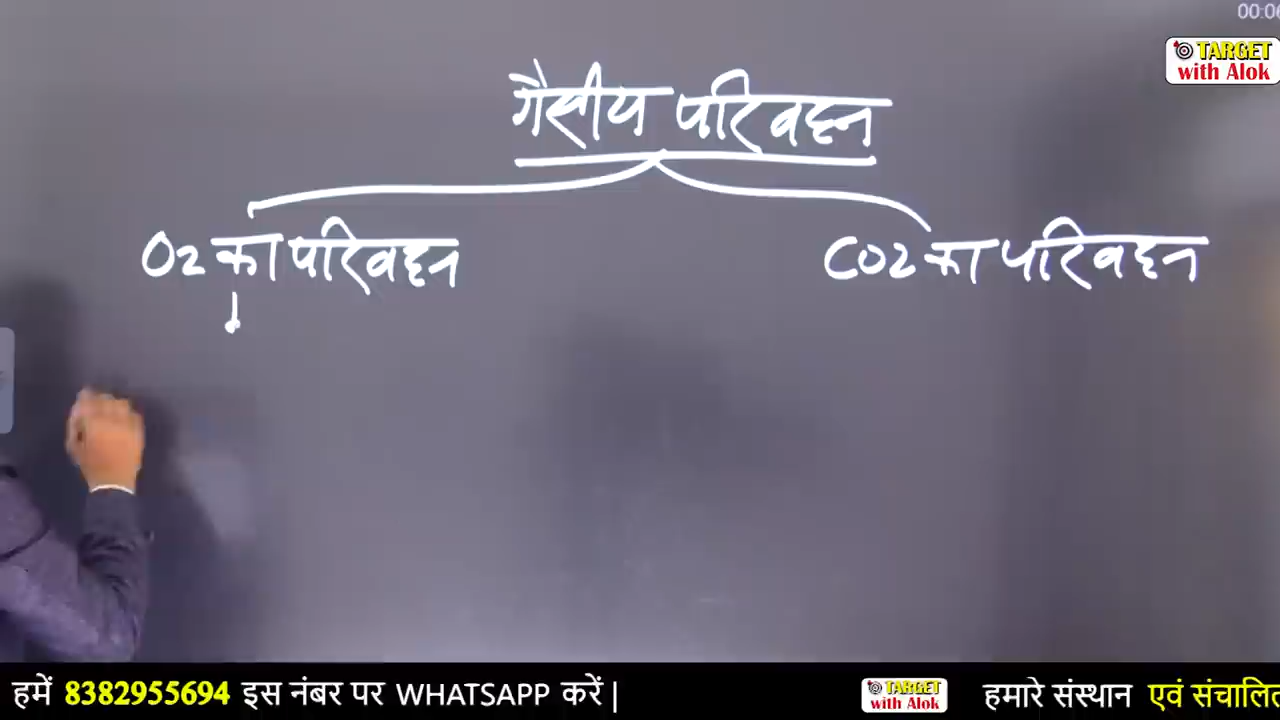 00:06
TARGET
with Alok
गैसीय परिवहन
O2 का परिवहन
CO2 का परिवहन
हमें 8382955694 इस नंबर पर WHATSAPP करें |
TARGET
with Alok
हमारे संस्थान एवं संचालित